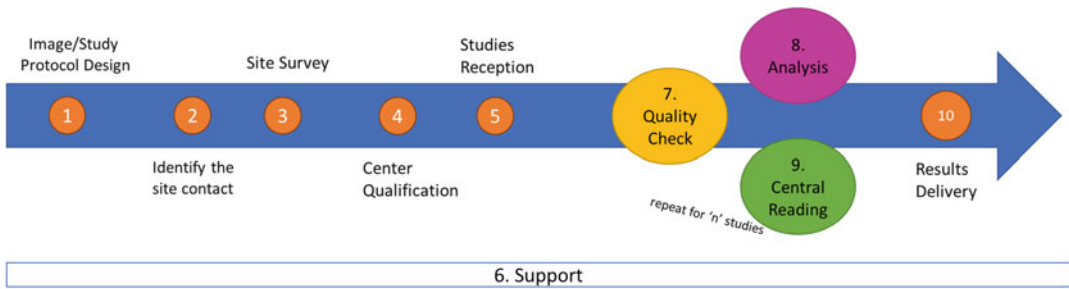 Image/Study
Protocol Design
1
2
Identify the
site contact
Site Survey
3
4
Center
Qualification
Studies
Reception
5
7.
Quality
Check
8.
Analysis
9.
Central
Reading
repeat for 'n' studies
10
Results
Delivery
6. Support